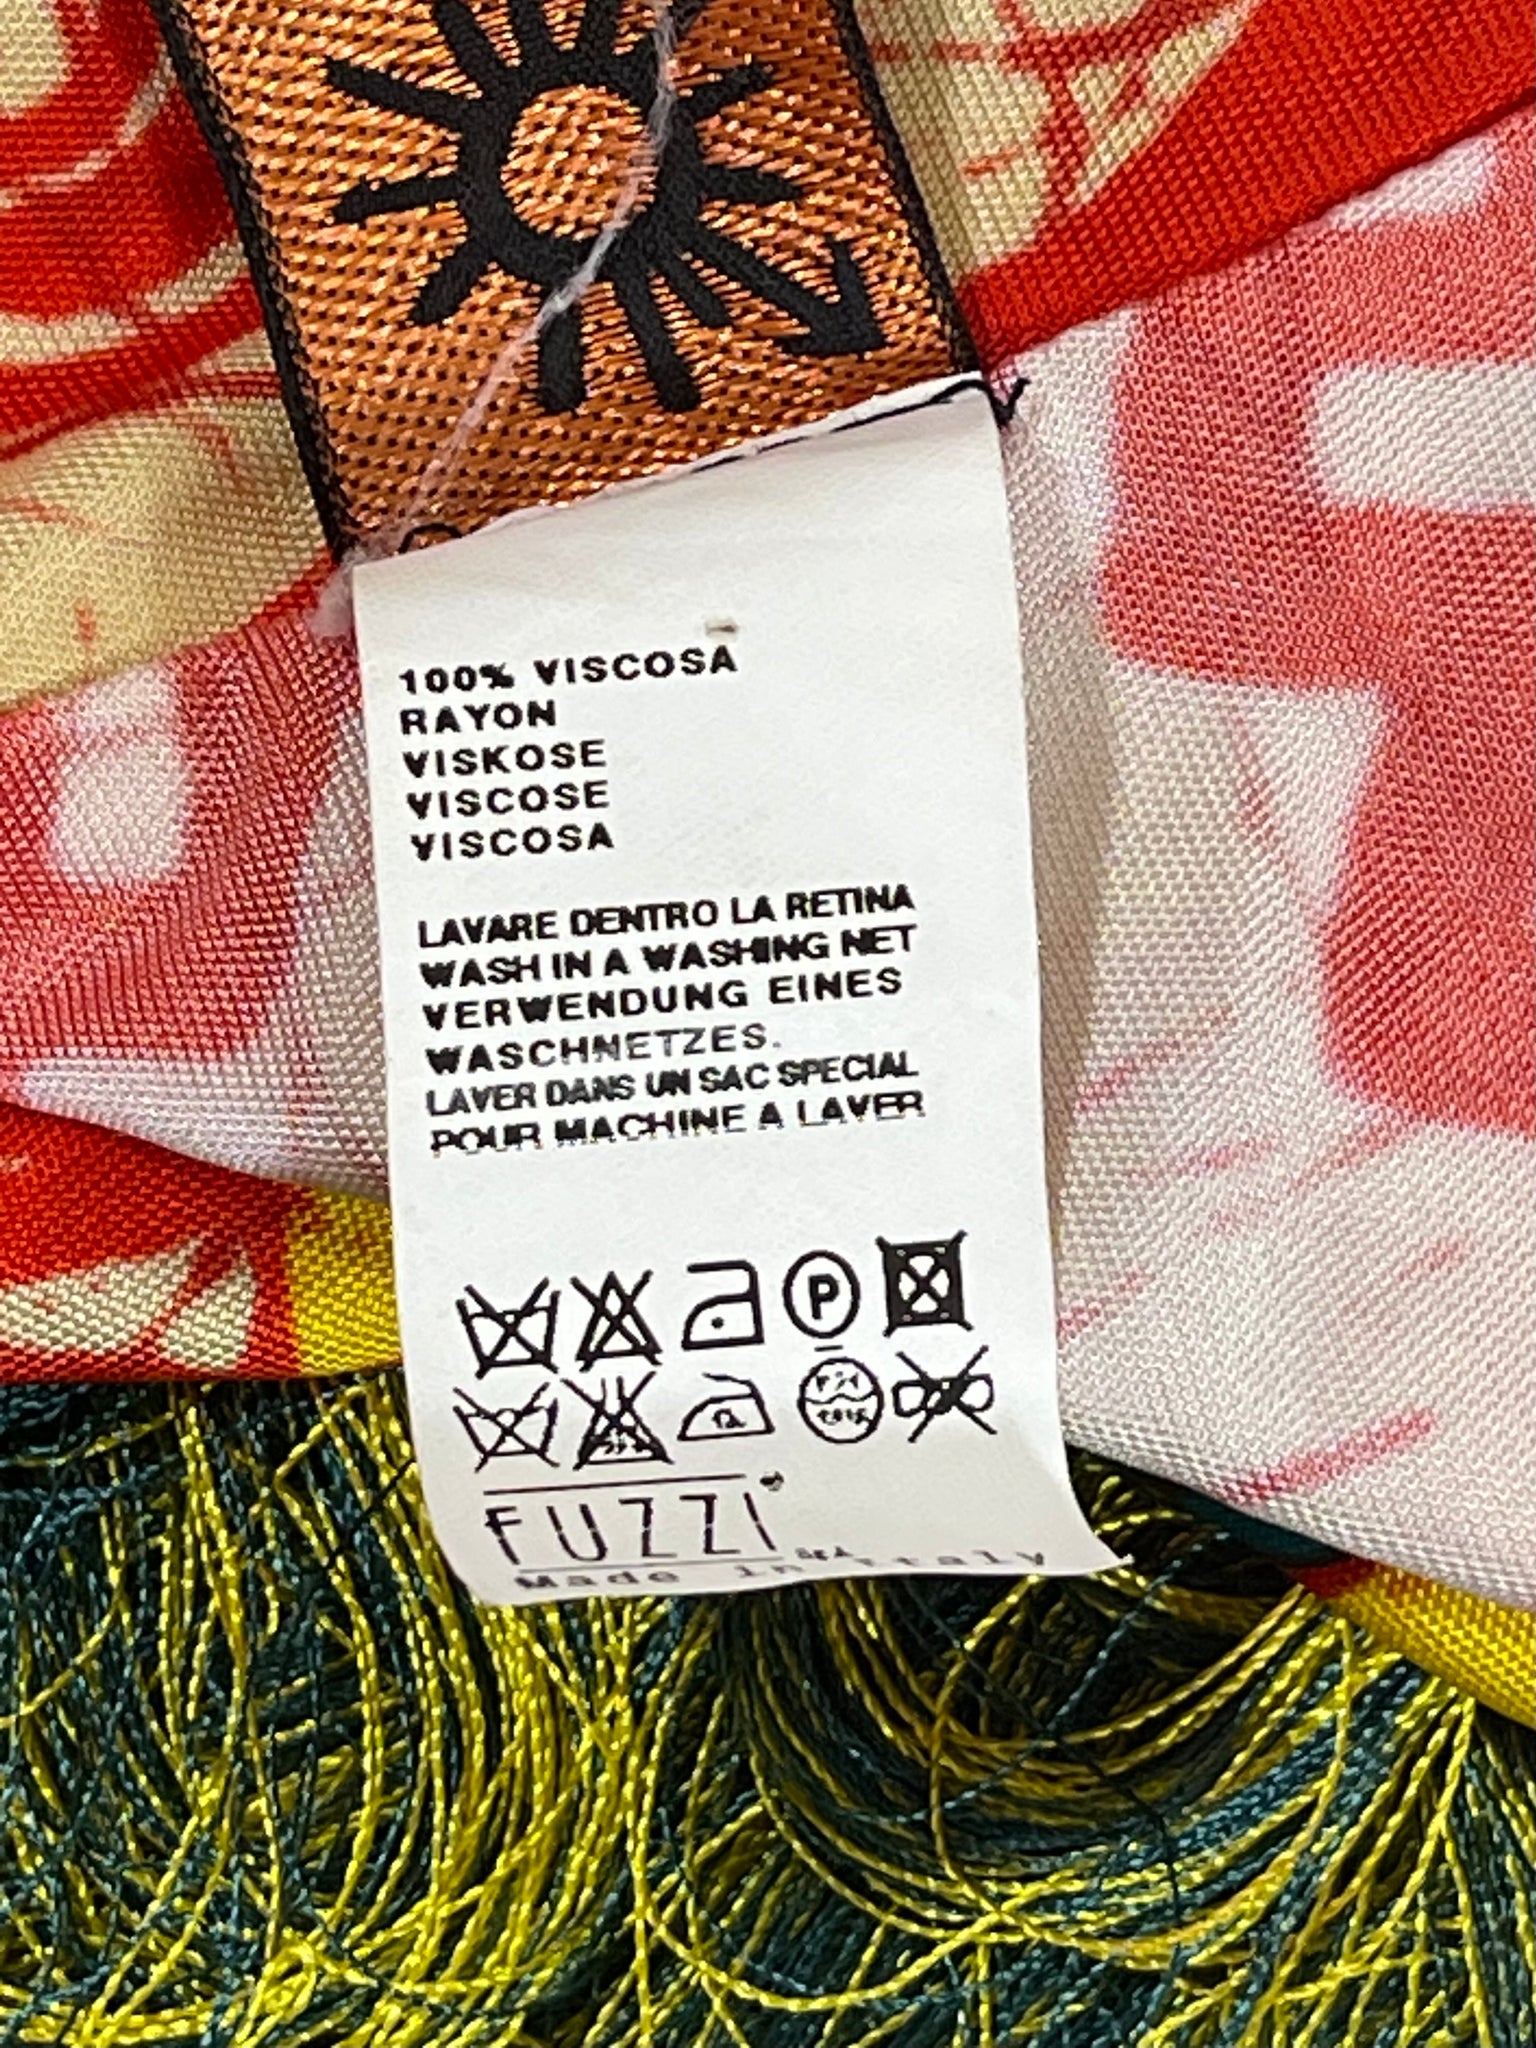 100% VISCOSA
RAYON
VISKOSE
VISCOSE
VISCOSA
LAVARE DENTRO LA RETINA
WASH IN A WASHING NET
VERWENDUNG EINES
WASCHNETZES.
LAVER DANS UN SAC SPECIAL
POUR MACHINE A LAVER
P
FUZZI
Made in Italy